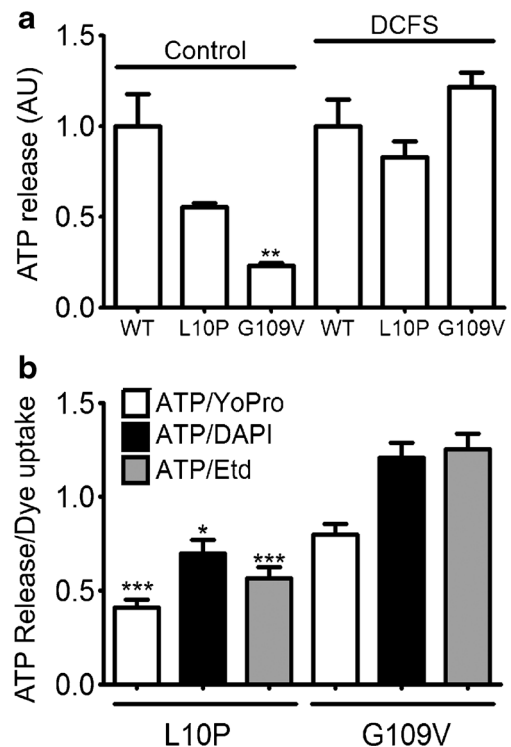 a
Control
DCFS
ATP release (AU)
1.5
1.0
0.5
0.0
**
WT
L10P
G109V
WT
L10P
G109V
b
ATP/YoPro
ATP/DAPI
ATP/Etd
ATP Release/Dye uptake
1.5
1.0
0.5
0.0
***
*
***
L10P
G109V